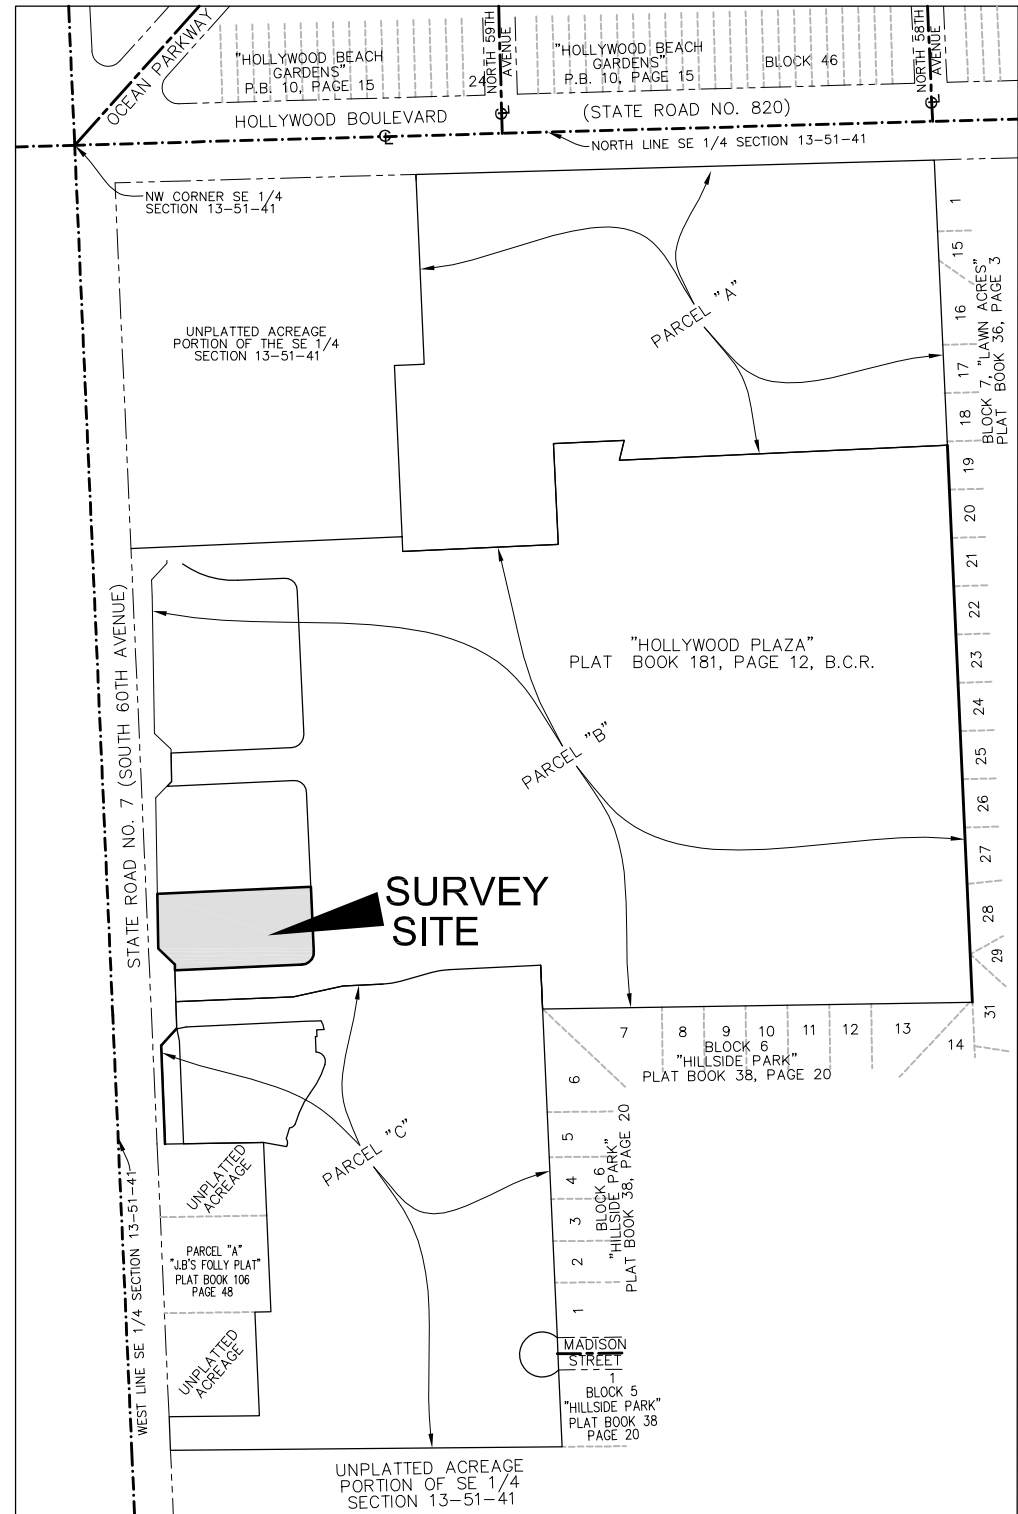 OCEAN PARKWAY
"HOLLYWOOD BEACH
GARDENS"
P.B. 10, PAGE 15
24
NORTH 59TH
AVENUE
"HOLLYWOOD BEACH
GARDENS"
P.B. 10, PAGE 15
BLOCK 46
NORTH 58TH
AVENUE
HOLLYWOOD BOULEVARD
(STATE ROAD NO. 820)
NORTH LINE SE 1/4 SECTION 13-51-41
NW CORNER SE 1/4
SECTION 13-51-41
UNPLATTED ACREAGE
PORTION OF THE SE 1/4
SECTION 13-51-41
PARCEL "A"
1
15
16
17
18
19
20
21
22
23
24
25
26
27
28
29
31
BLOCK 7, "LAWN ACRES"
PLAT BOOK 36, PAGE 3
"HOLLYWOOD PLAZA"
PLAT BOOK 181, PAGE 12, B.C.R.
PARCEL "B"
STATE ROAD NO. 7 (SOUTH 60TH AVENUE)
SURVEY
SITE
7
8
9
10
11
12
13
14
BLOCK 6
"HILLSIDE PARK"
PLAT BOOK 38, PAGE 20
6
5
4
3
2
1
BLOCK 6
"HILLSIDE PARK"
PLAT BOOK 38, PAGE 20
PARCEL "C"
WEST LINE SE 1/4 SECTION 13-51-41
UNPLATTED
ACREAGE
PARCEL "A"
"J.B'S FOLLY PLAT"
PLAT BOOK 106
PAGE 48
UNPLATTED
ACREAGE
MADISON
STREET
1
BLOCK 5
"HILLSIDE PARK"
PLAT BOOK 38
PAGE 20
UNPLATTED ACREAGE
PORTION OF SE 1/4
SECTION 13-51-41